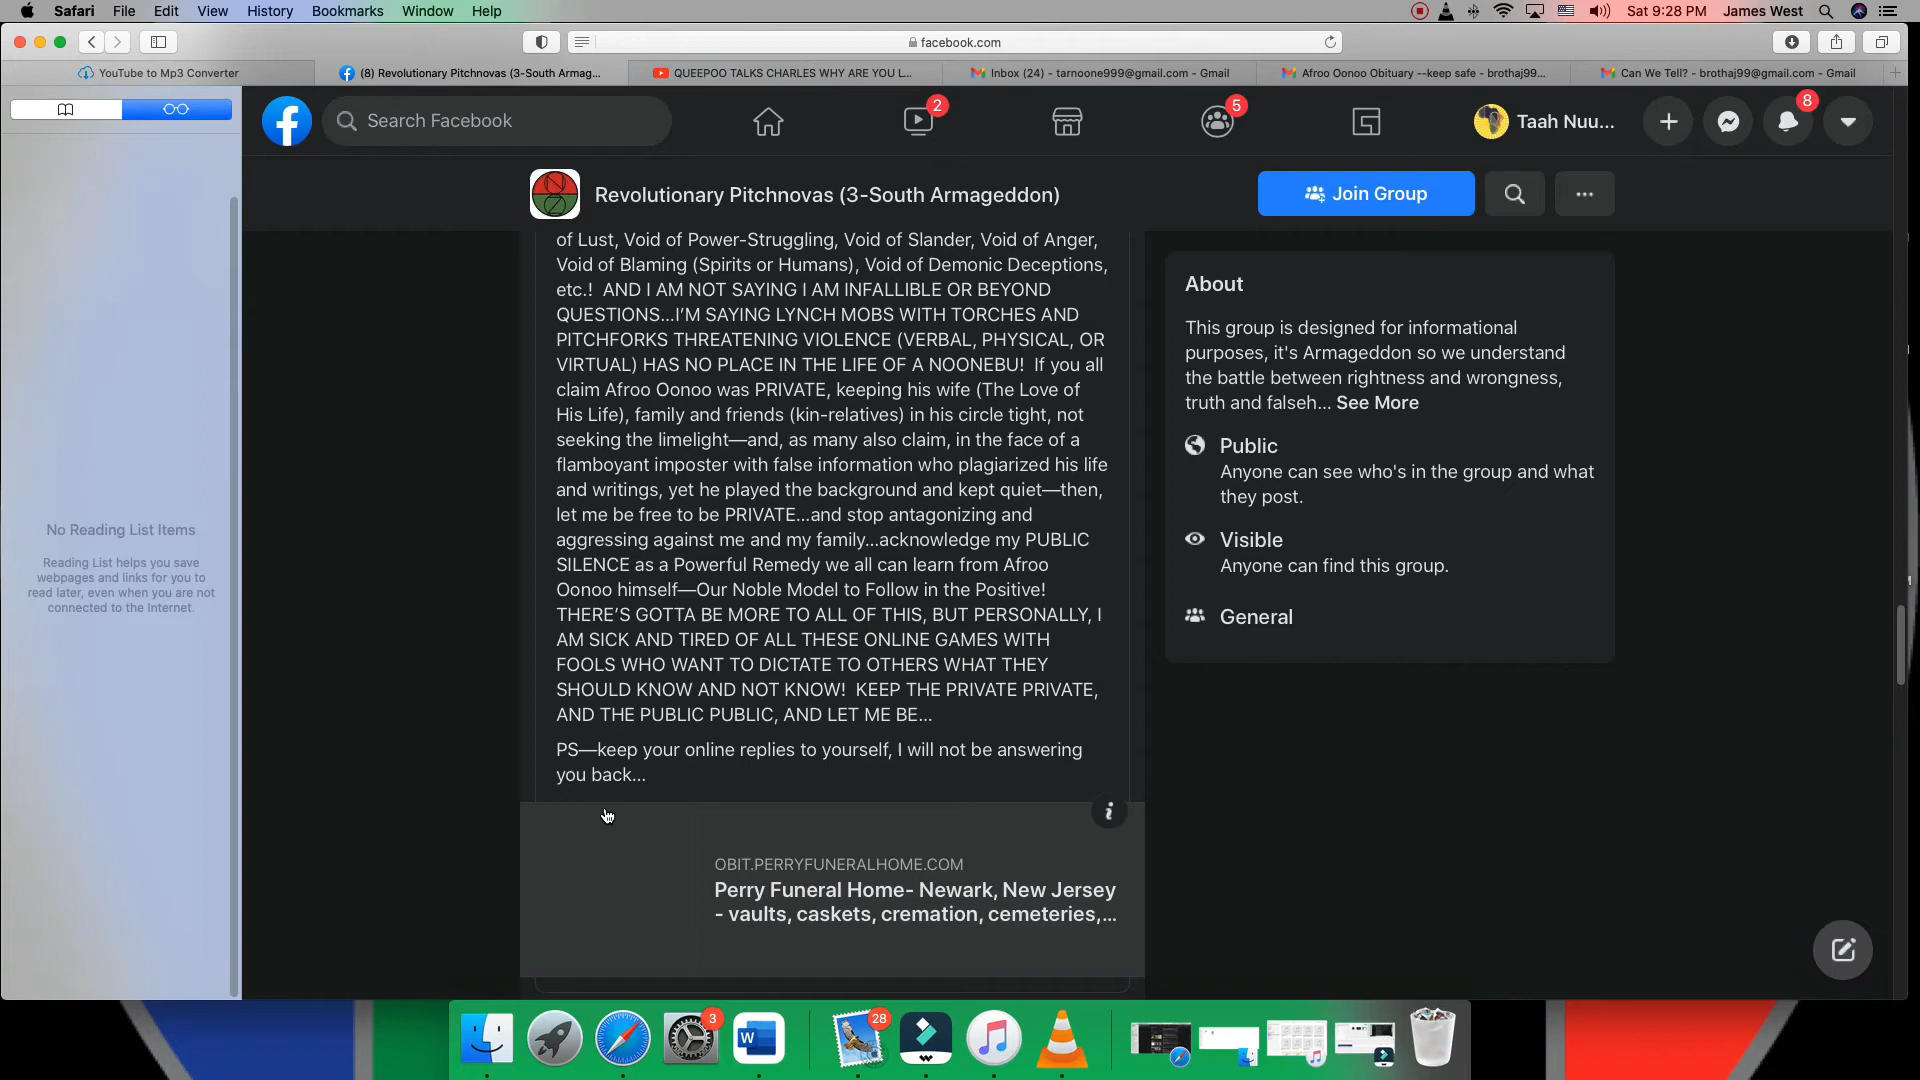 Safari File Edit View History Bookmarks Window Help Sat 9:28 PM James West
facebook.com
YouTube to Mp3 Converter
(8) Revolutionary Pitchnovas (3-South Armag...
QUEEPOO TALKS CHARLES WHY ARE YOU L...
Inbox (24) - tarnoone999@gmail.com - Gmail
Afroo Oonoo Obituary --keep safe - brothaj99...
Can We Tell? - brothaj99@gmail.com - Gmail
Search Facebook
2
5
Taah Nuu...
8
Revolutionary Pitchnovas (3-South Armageddon)
Join Group
of Lust, Void of Power-Struggling, Void of Slander, Void of Anger,
Void of Blaming (Spirits or Humans), Void of Demonic Deceptions,
etc.! AND I AM NOT SAYING I AM INFALLIBLE OR BEYOND
QUESTIONS...I'M SAYING LYNCH MOBS WITH TORCHES AND
PITCHFORKS THREATENING VIOLENCE (VERBAL, PHYSICAL, OR
VIRTUAL) HAS NO PLACE IN THE LIFE OF A NOONEBU! If you all
claim Afroo Oonoo was PRIVATE, keeping his wife (The Love of
His Life), family and friends (kin-relatives) in his circle tight, not
seeking the limelight—and, as many also claim, in the face of a
flamboyant imposter with false information who plagiarized his life
and writings, yet he played the background and kept quiet—then,
let me be free to be PRIVATE...and stop antagonizing and
aggressing against me and my family...acknowledge my PUBLIC
SILENCE as a Powerful Remedy we all can learn from Afroo
Oonoo himself—Our Noble Model to Follow in the Positive!
THERE'S GOTTA BE MORE TO ALL OF THIS, BUT PERSONALLY, I
AM SICK AND TIRED OF ALL THESE ONLINE GAMES WITH
FOOLS WHO WANT TO DICTATE TO OTHERS WHAT THEY
SHOULD KNOW AND NOT KNOW! KEEP THE PRIVATE PRIVATE,
AND THE PUBLIC PUBLIC, AND LET ME BE...
PS—keep your online replies to yourself, I will not be answering
you back...
OBIT.PERRYFUNERALHOME.COM
Perry Funeral Home- Newark, New Jersey
- vaults, caskets, cremation, cemeteries,...
About
This group is designed for informational
purposes, it's Armageddon so we understand
the battle between rightness and wrongness,
truth and falseh... See More
Public
Anyone can see who's in the group and what
they post.
Visible
Anyone can find this group.
General
No Reading List Items
Reading List helps you save
webpages and links for you to
read later, even when you are not
connected to the Internet.
3
W
28